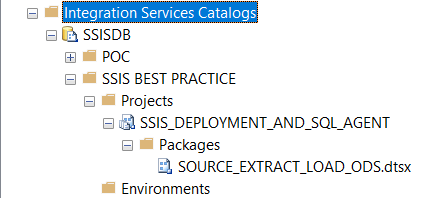 Integration Services Catalogs
SSISDB
POC
SSIS BEST PRACTICE
Projects
SSIS_DEPLOYMENT_AND_SQL_AGENT
Packages
SOURCE_EXTRACT_LOAD_ODS.dtsx
Environments